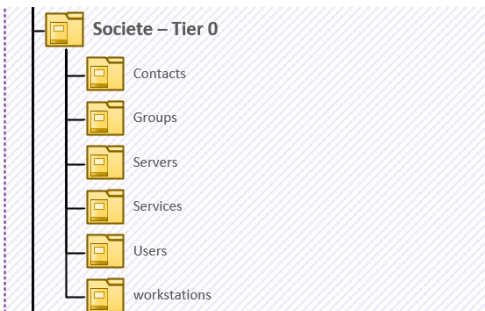 Societe – Tier 0
Contacts
Groups
Servers
Services
Users
workstations